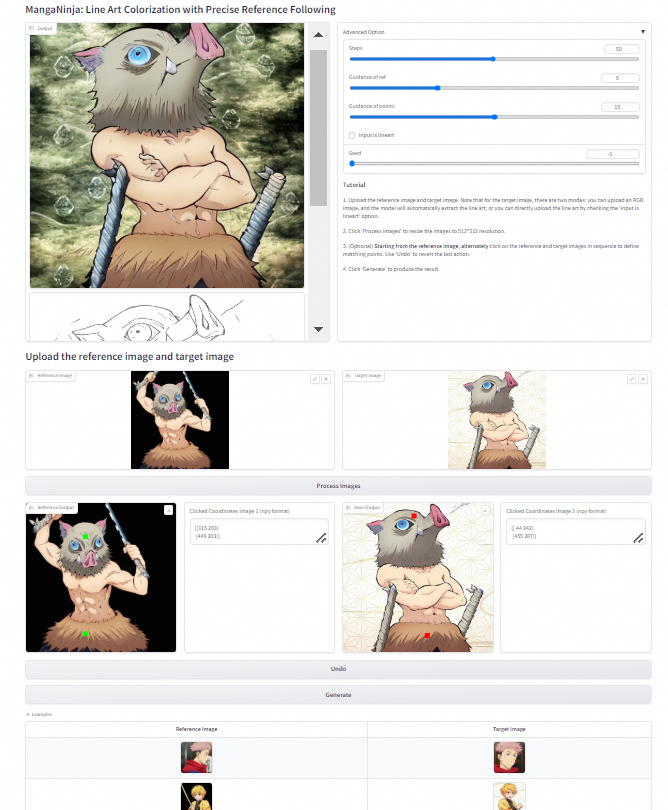 MangaNinja: Line Art Colorization with Precise Reference Following
Output
Advanced Option
Steps
50
Guidance of ref
9
Guidance of points
15
Input is lineart
Seed
-1
Tutorial
1. Upload the reference image and target image. Note that for the target image, there are two modes: you can upload an RGB
image, and the model will automatically extract the line art; or you can directly upload the line art by checking the 'input is
lineart' option.
2. Click 'Process Images' to resize the images to 512*512 resolution.
3. (Optional) Starting from the reference image, alternately click on the reference and target images in sequence to define
matching points. Use 'Undo' to revert the last action.
4. Click 'Generate' to produce the result.
Upload the reference image and target image
Reference Image
Target Image
Process Images
Reference Output
Clicked Coordinates Image 1 (npy format)
[[115 203]
[449 203]]
Base Output
Clicked Coordinates Image 2 (npy format)
[[ 44 243]
[455 287]]
Undo
Generate
Examples
Reference Image
Target Image